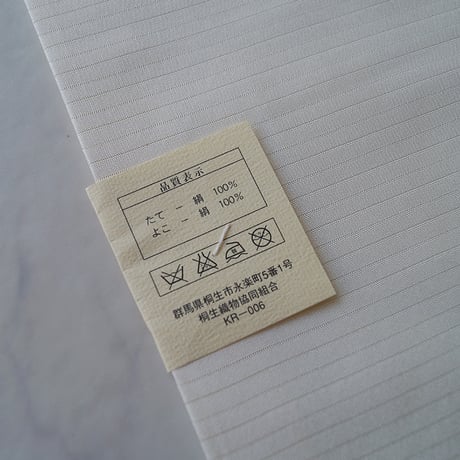 品質表示
たて － 絹 100%
よこ － 絹 100%
群馬県桐生市永楽町5番1号
桐生織物協同組合
KR－006